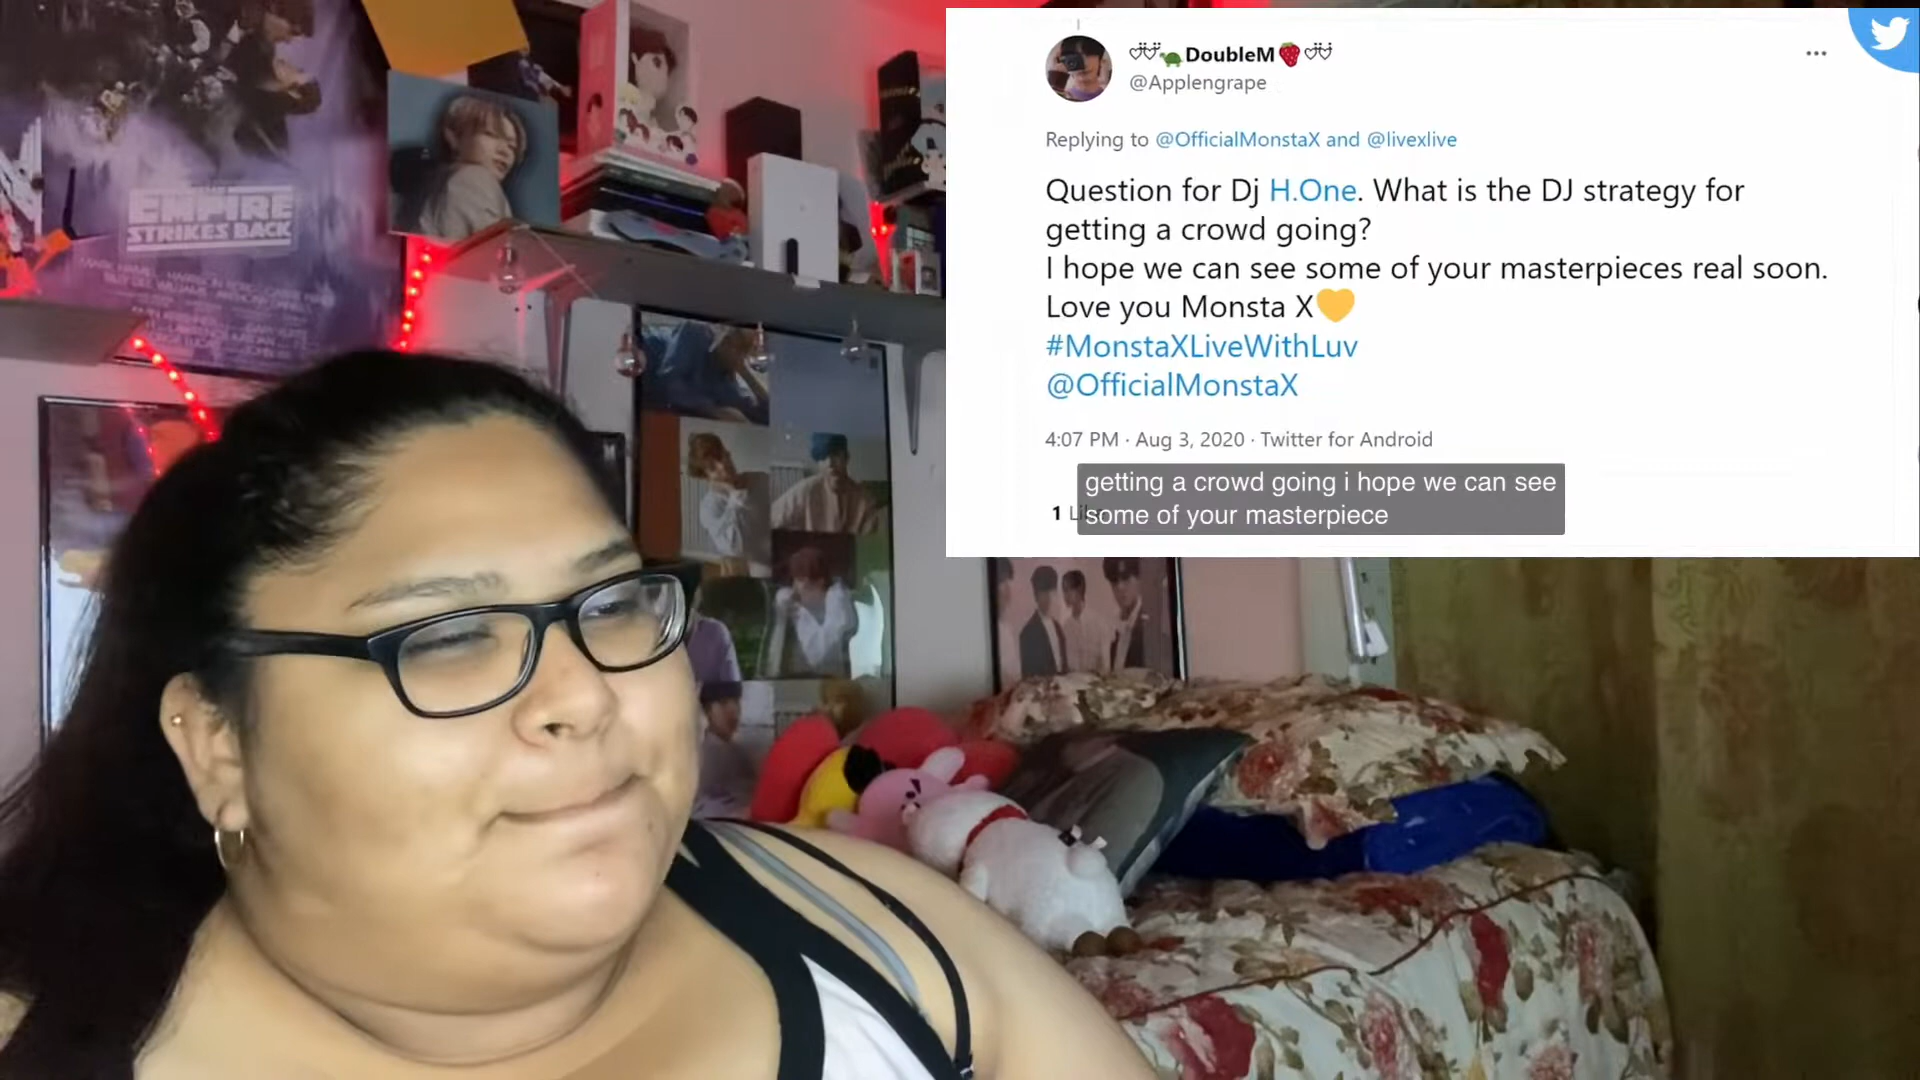 DoubleM
@Applengrape
Replying to @OfficialMonstaX and @livexlive
Question for Dj H.One. What is the DJ strategy for
getting a crowd going?
I hope we can see some of your masterpieces real soon.
Love you Monsta X💛
#MonstaXLiveWithLuv
@OfficialMonstaX
4:07 PM · Aug 3, 2020 · Twitter for Android
1
getting a crowd going i hope we can see
some of your masterpiece
EMPIRE
STRIKES BACK